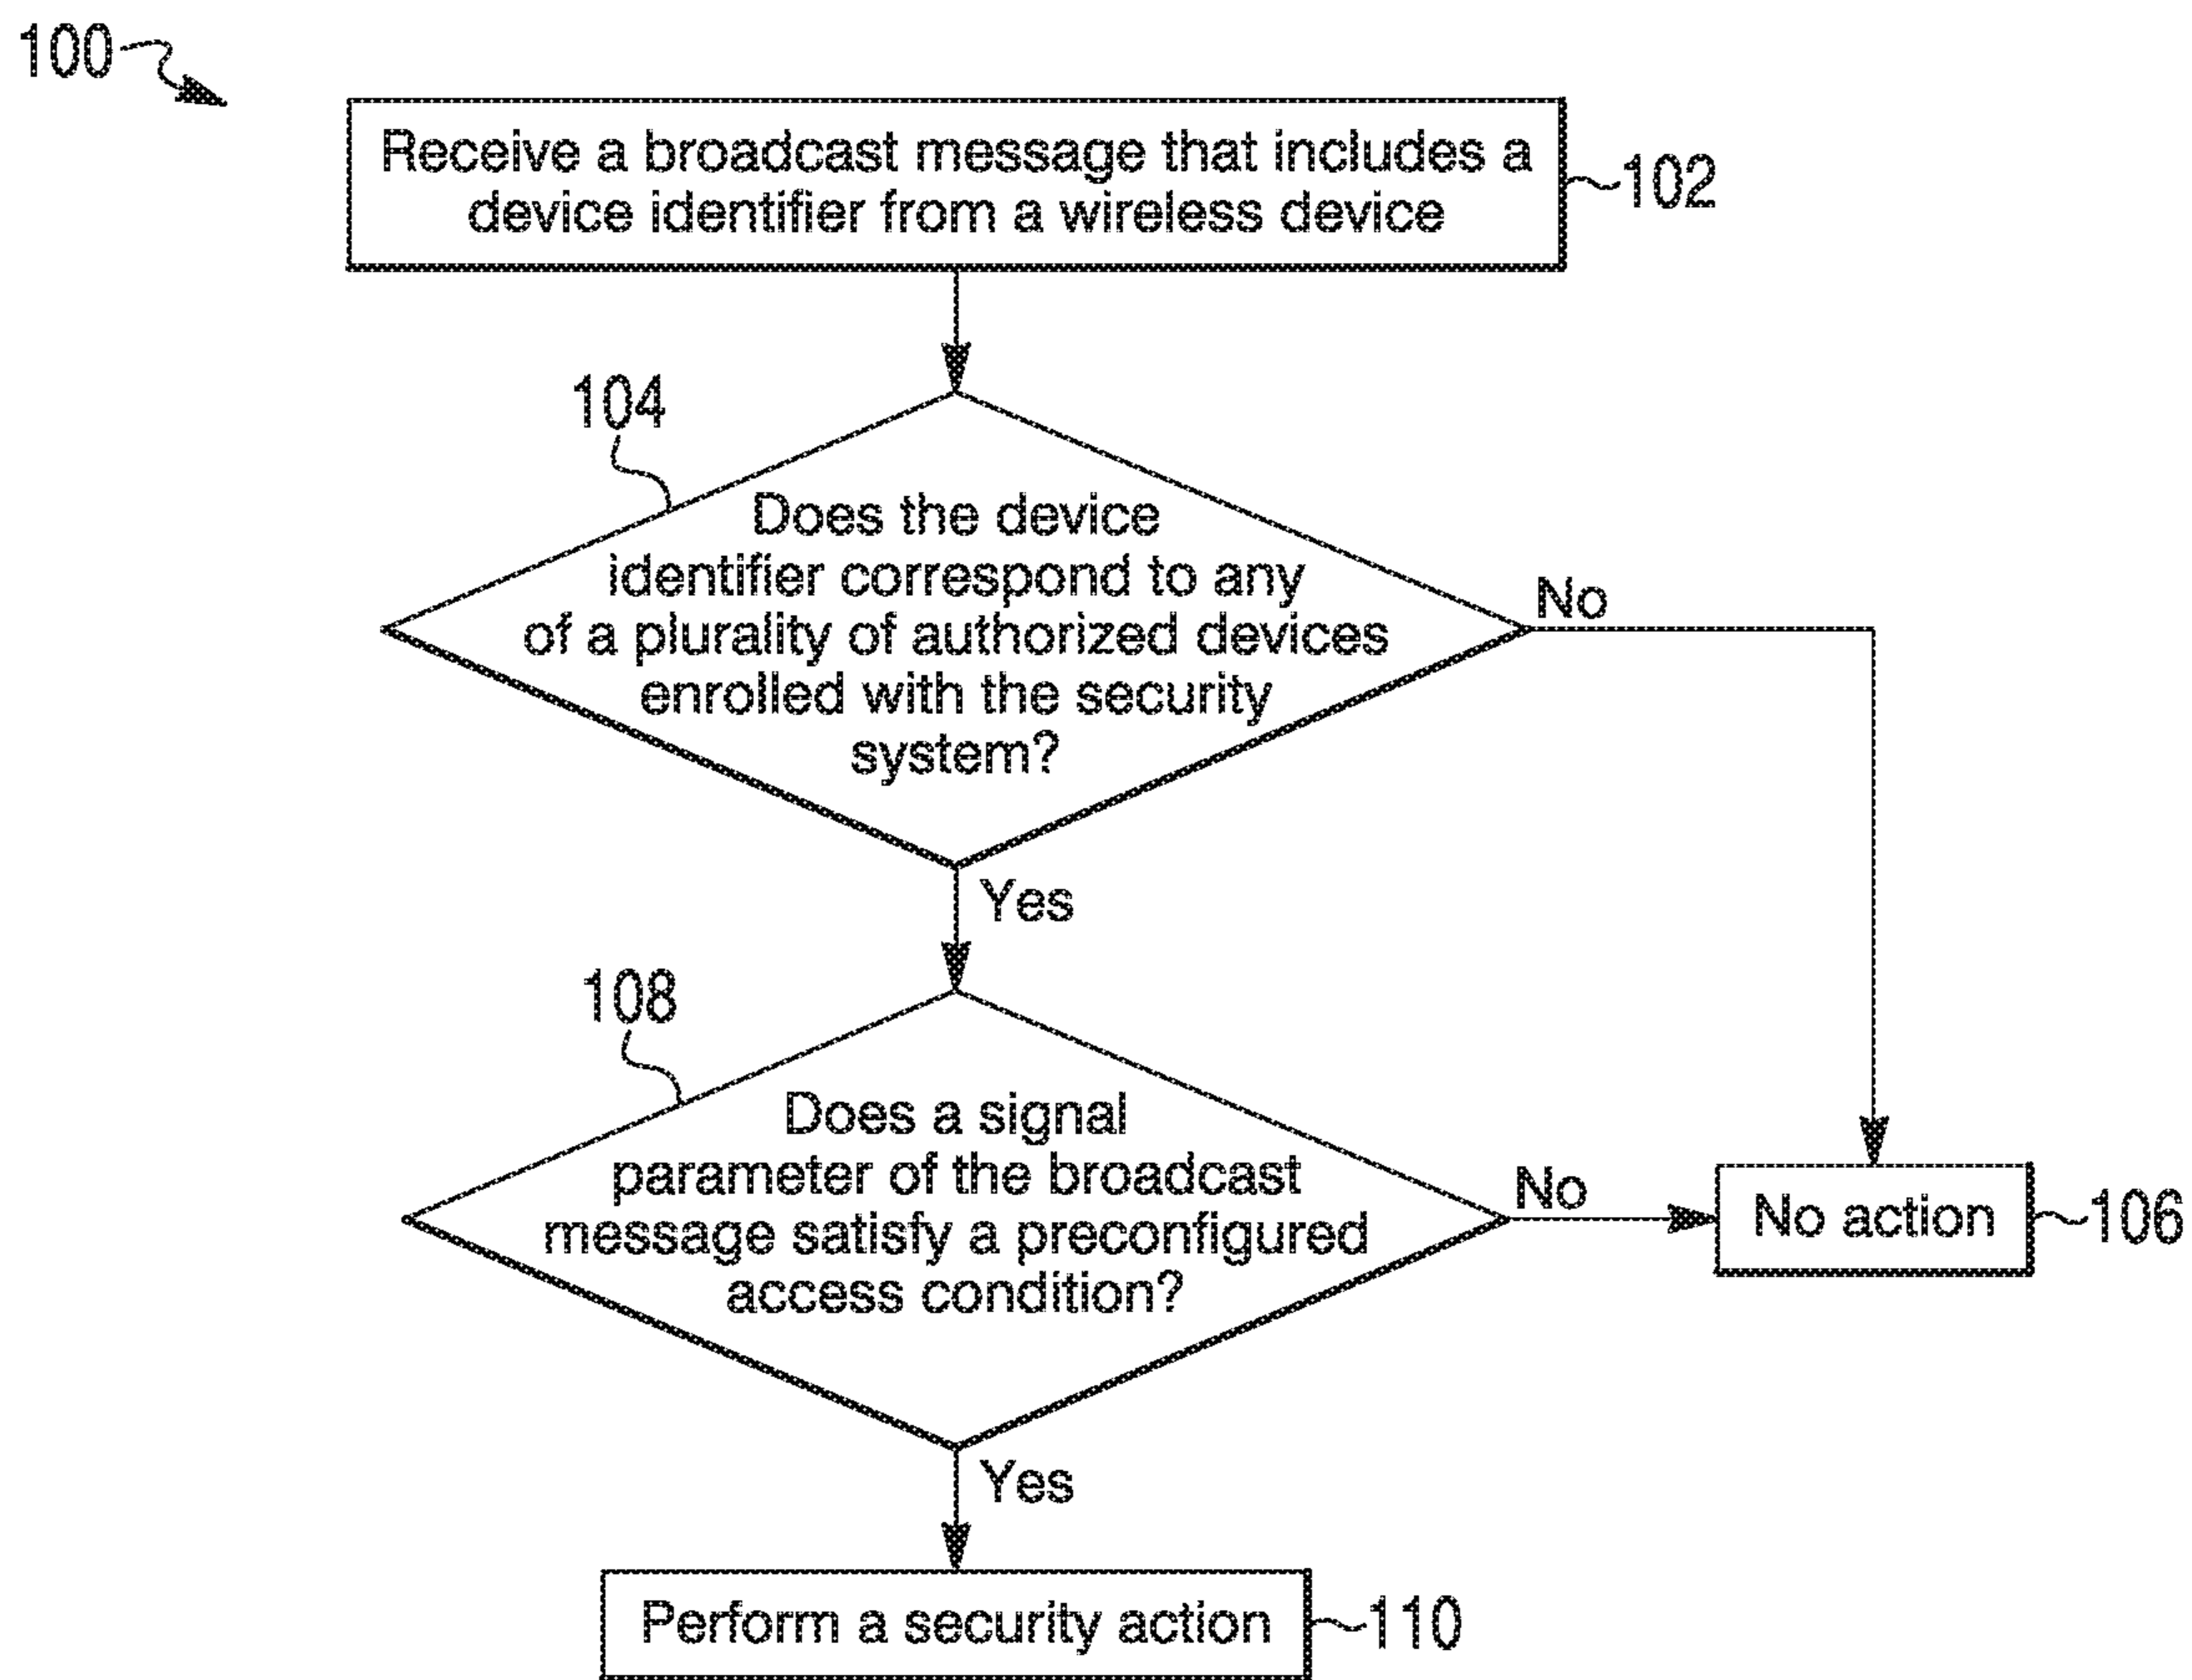 100
Receive a broadcast message that includes a
device identifier from a wireless device
102
104
Does the device
identifier correspond to any
of a plurality of authorized devices
enrolled with the security
system?
No
Yes
108
Does a signal
parameter of the broadcast
message satisfy a preconfigured
access condition?
No
No action
106
Yes
Perform a security action
110